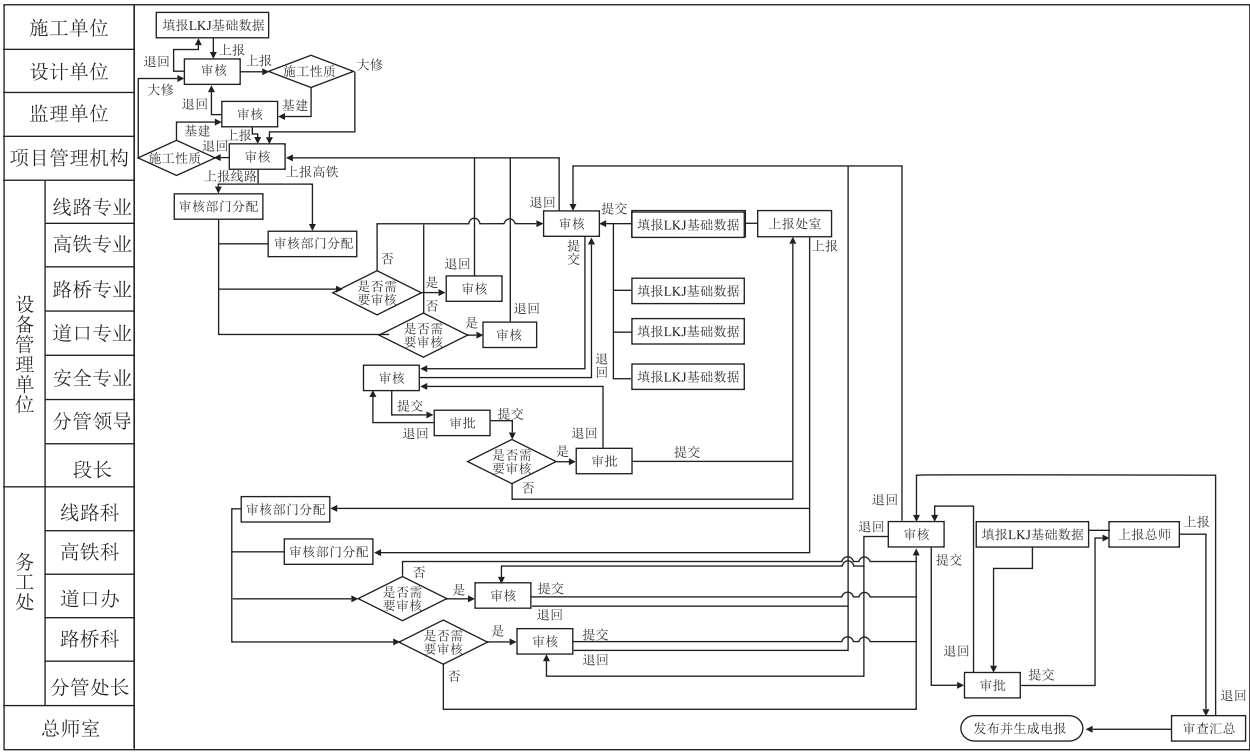 施工单位
填报LKJ基础数据
退回
上报
设计单位
审核
上报
施工性质
大修
大修
监理单位
退回
审核
基建
基建
上报
项目管理机构
施工性质
退回
审核
上报线路
上报高铁
设备管理单位
线路专业
审核部门分配
退回
审核
提交
填报LKJ基础数据
上报处室
高铁专业
审核部门分配
提交
上报
否
路桥专业
是否需
要审核
是
退回
审核
填报LKJ基础数据
否
退回
道口专业
是否需
要审核
是
审核
填报LKJ基础数据
退回
安全专业
审核
填报LKJ基础数据
分管领导
提交
退回
审批
提交
退回
段长
是否需
要审核
是
审批
提交
否
务工处
线路科
审核部门分配
退回
退回
审核
填报LKJ基础数据
上报总师
上报
高铁科
审核部门分配
提交
否
道口办
是否需
要审核
是
审核
提交
退回
路桥科
是否需
要审核
是
审核
提交
退回
退回
否
分管处长
审批
提交
退回
总师室
发布并生成电报
审查汇总